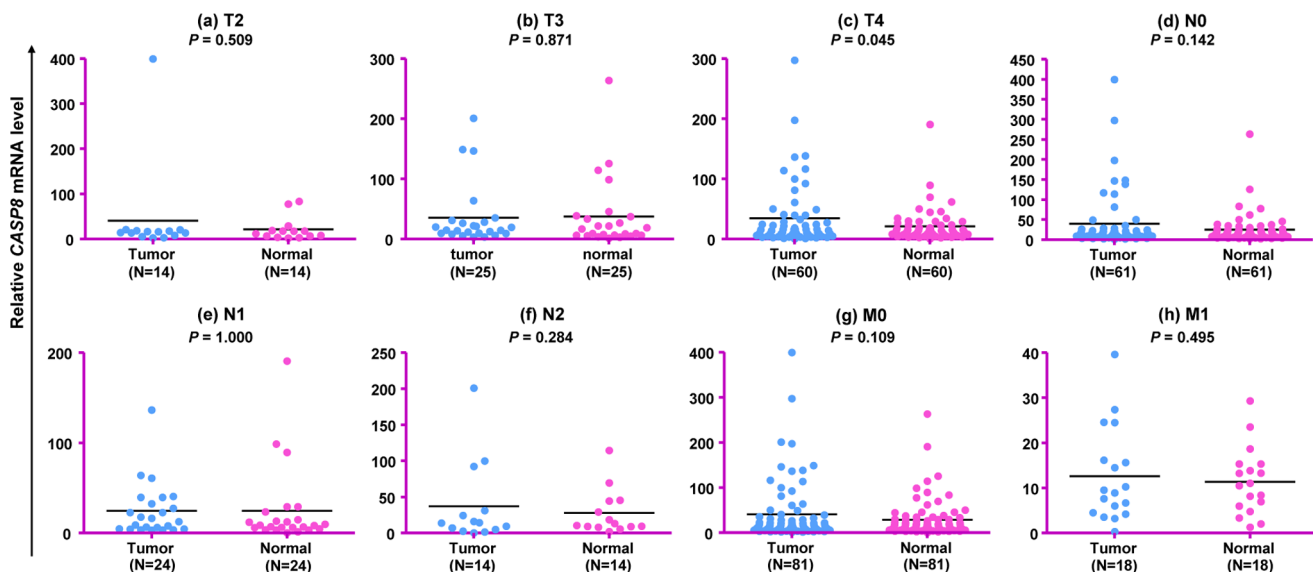 Relative CASP8 mRNA level
(a) T2
P = 0.509
400
300
200
100
0
Tumor
(N=14)
Normal
(N=14)
(b) T3
P = 0.871
300
200
100
0
tumor
(N=25)
normal
(N=25)
(c) T4
P = 0.045
300
200
100
0
Tumor
(N=60)
Normal
(N=60)
(d) N0
P = 0.142
450
400
350
300
250
200
150
100
50
0
Tumor
(N=61)
Normal
(N=61)
(e) N1
P = 1.000
200
100
0
Tumor
(N=24)
Normal
(N=24)
(f) N2
P = 0.284
250
200
150
100
50
0
Tumor
(N=14)
Normal
(N=14)
(g) M0
P = 0.109
400
300
200
100
0
Tumor
(N=81)
Normal
(N=81)
(h) M1
P = 0.495
40
30
20
10
0
Tumor
(N=18)
Normal
(N=18)